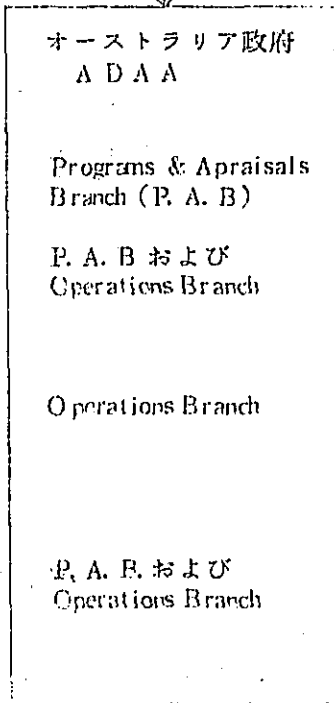 オーストラリア政府
ADAA
Programs & Apraisals
Branch (P. A. B)
P. A. B および
Operations Branch
Operations Branch
P. A. B. および
Operations Branch